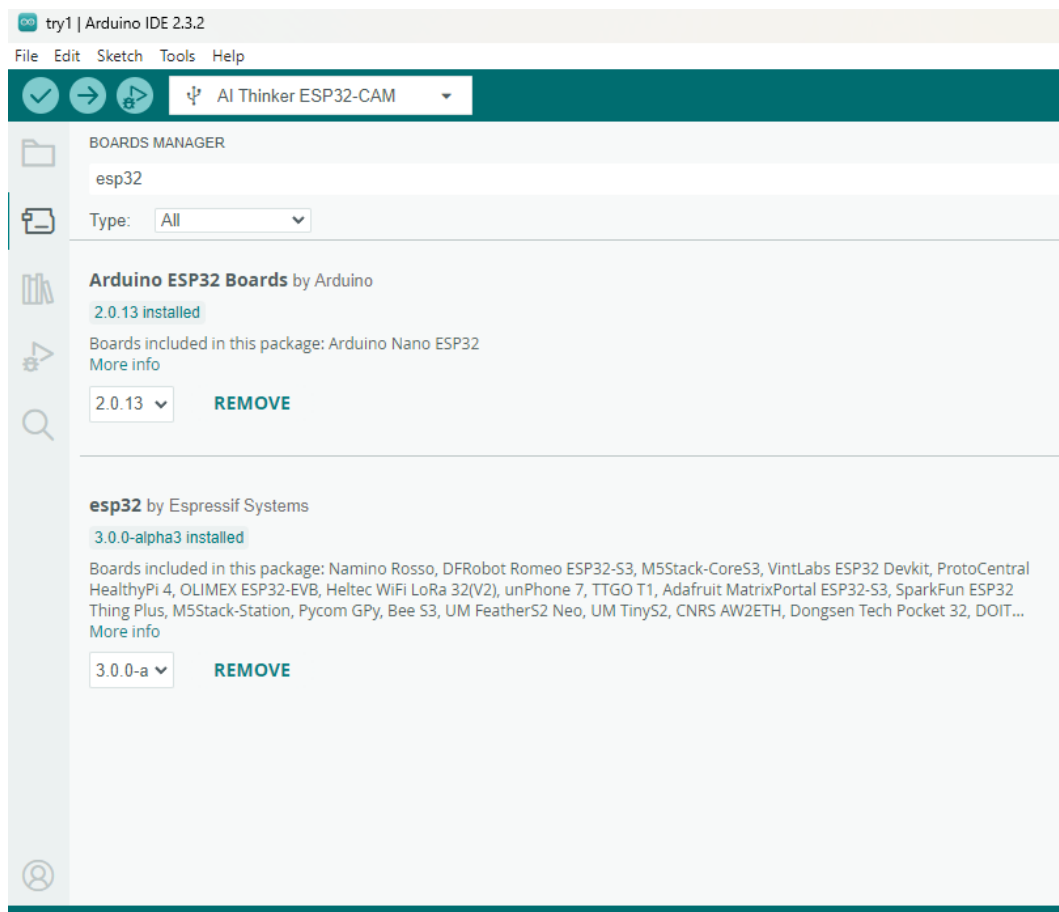 try1 | Arduino IDE 2.3.2
File Edit Sketch Tools Help
AI Thinker ESP32-CAM
BOARDS MANAGER
esp32
Type: All
Arduino ESP32 Boards by Arduino
2.0.13 installed
Boards included in this package: Arduino Nano ESP32
More info
2.0.13 REMOVE
esp32 by Espressif Systems
3.0.0-alpha3 installed
Boards included in this package: Namino Rosso, DFRobot Romeo ESP32-S3, M5Stack-CoreS3, VintLabs ESP32 Devkit, ProtoCentral
HealthyPi 4, OLIMEX ESP32-EVB, Heltec WiFi LoRa 32(V2), unPhone 7, TTGO T1, Adafruit MatrixPortal ESP32-S3, SparkFun ESP32
Thing Plus, M5Stack-Station, Pycom GPy, Bee S3, UM FeatherS2 Neo, UM TinyS2, CNRS AW2ETH, Dongsen Tech Pocket 32, DOIT...
More info
3.0.0-a REMOVE